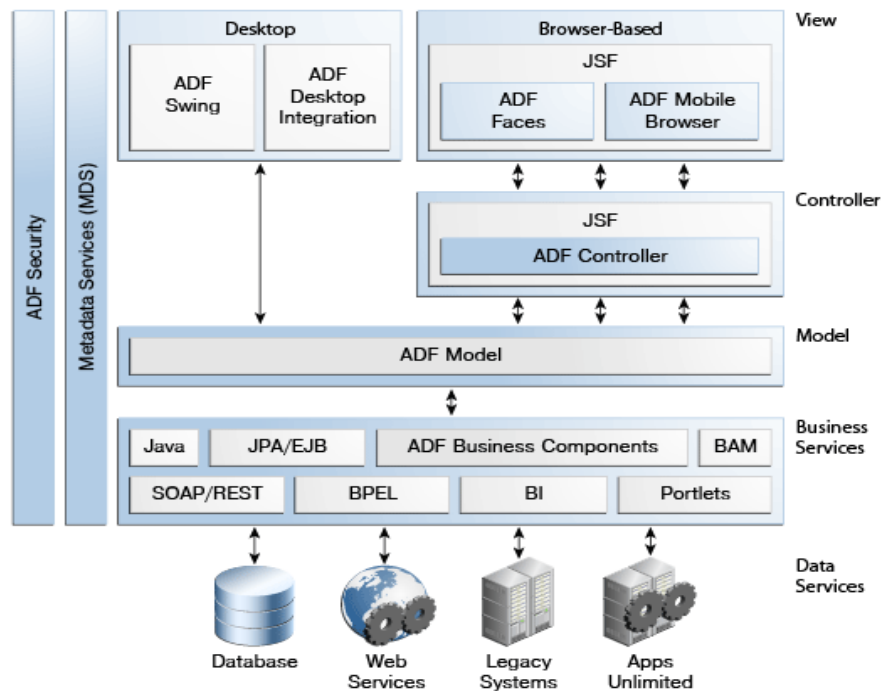 Desktop
Browser-Based
View
JSF
ADF
Swing
ADF
Desktop
Integration
ADF
Faces
ADF Mobile
Browser
Controller
JSF
ADF Controller
ADF Security
Metadata Services (MDS)
Model
ADF Model
Business
Services
Java
JPA/EJB
ADF Business Components
BAM
SOAP/REST
BPEL
BI
Portlets
Data
Services
Database
Web
Services
Legacy
Systems
Apps
Unlimited